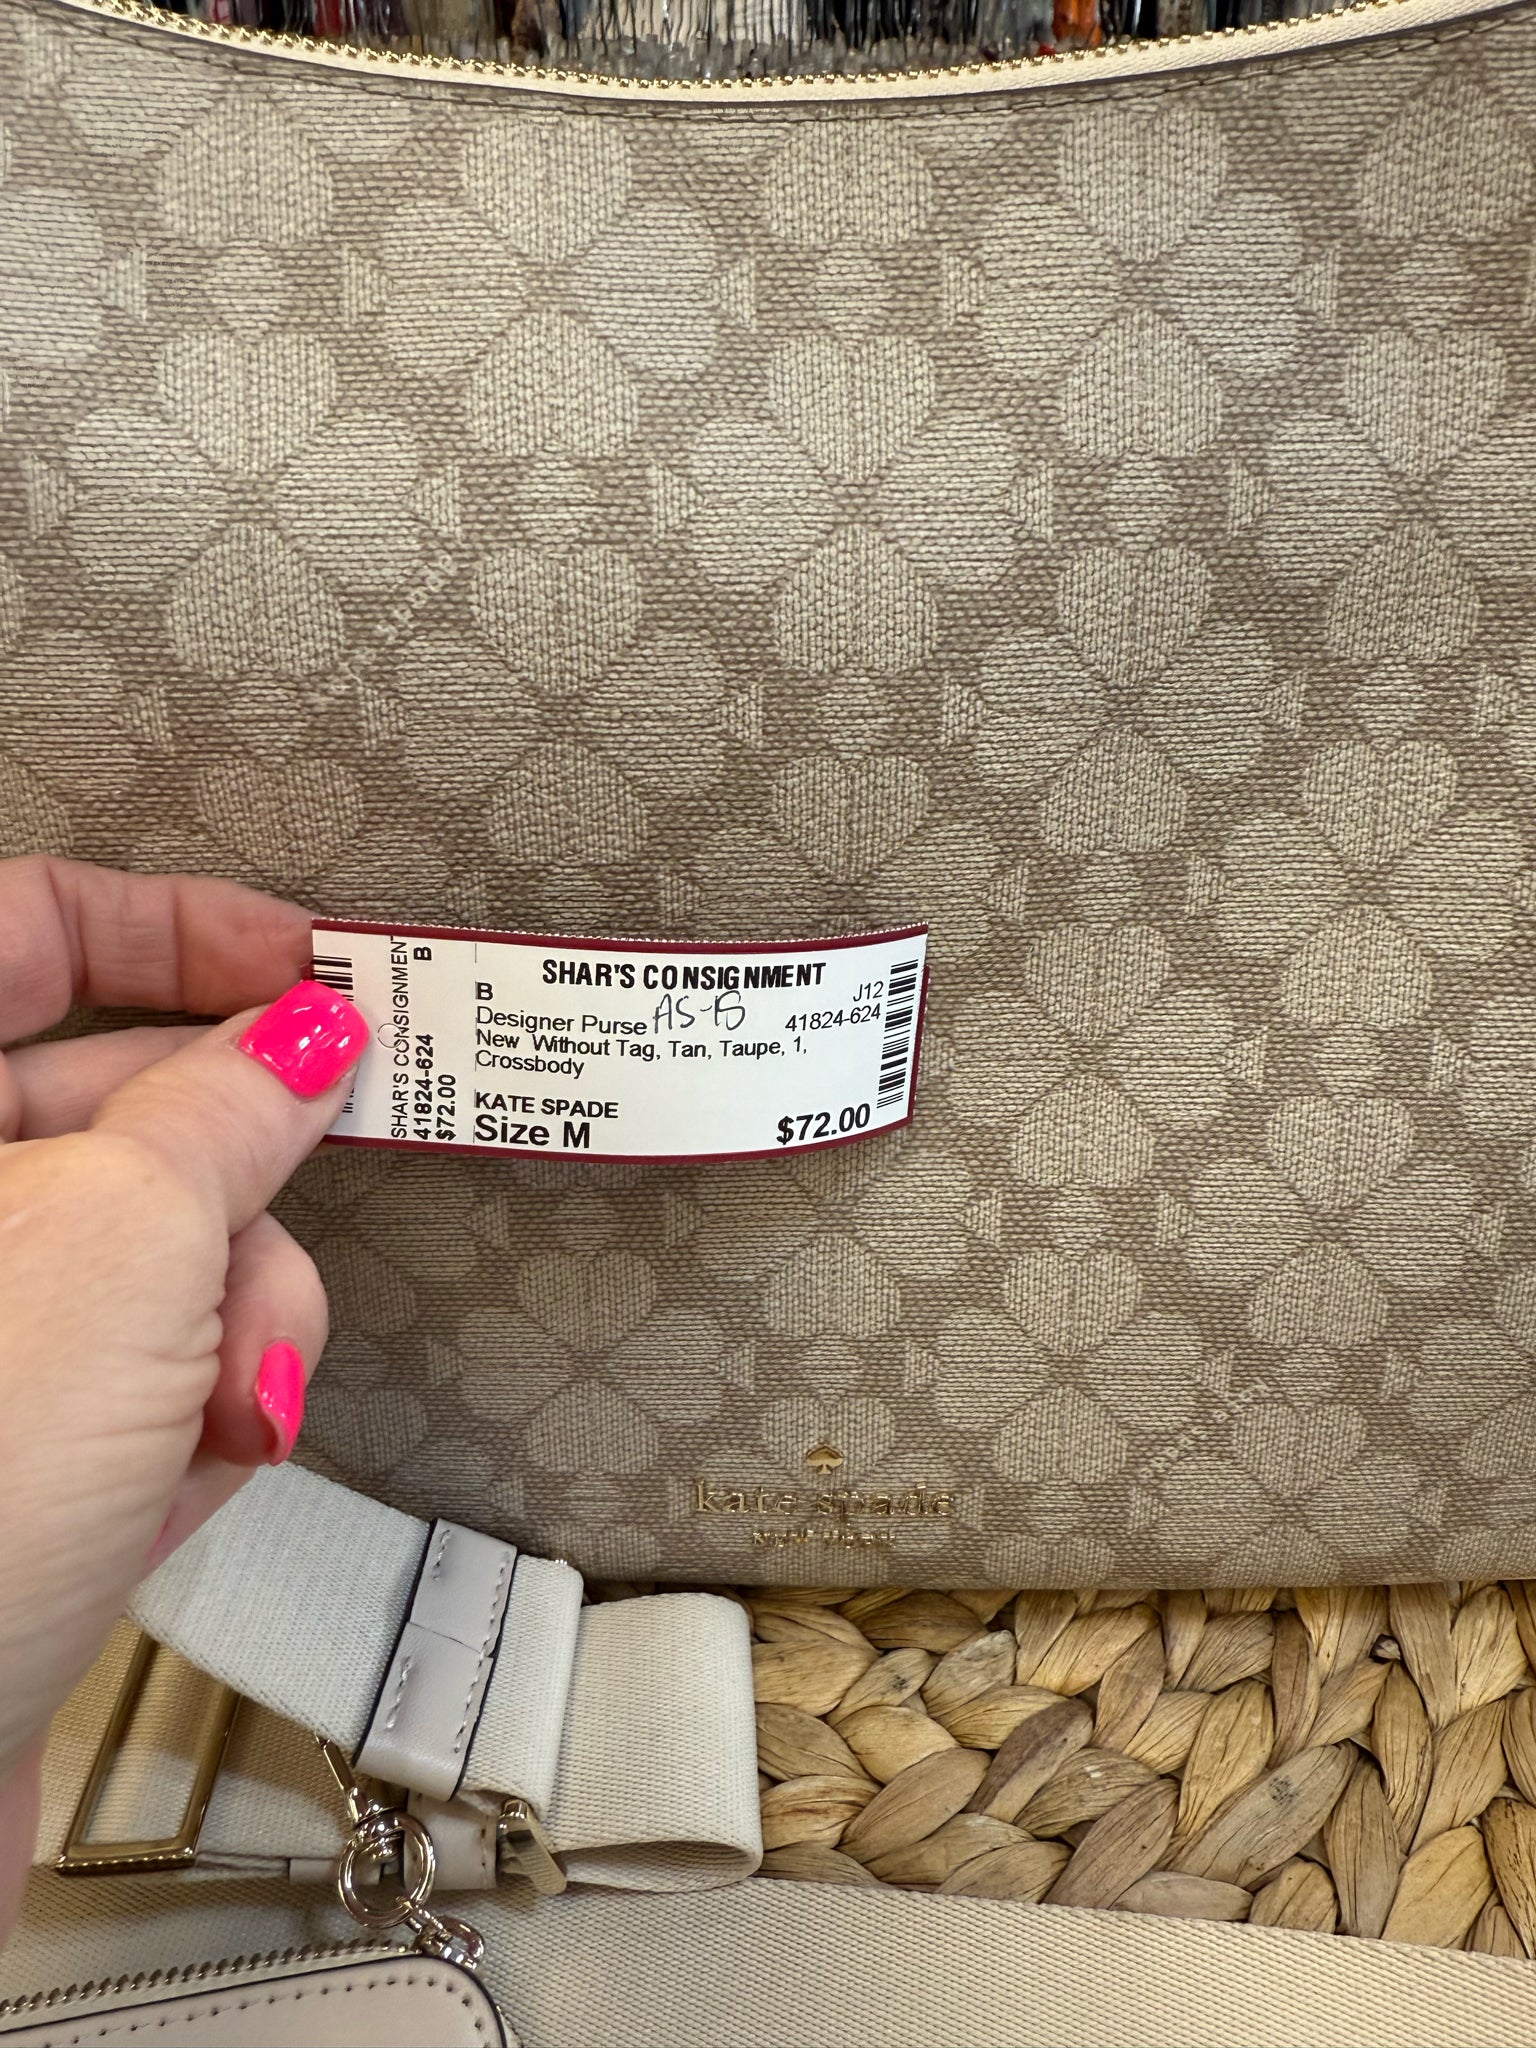 SHAR'S CONSIGNMENT
B
J12
Designer Purse AS-IS
41824-624
New Without Tag, Tan, Taupe, 1,
Crossbody
KATE SPADE
Size M
$72.00
SHAR'S CONSIGNMENT
B
41824-624
$72.00
kate spade
NEW YORK